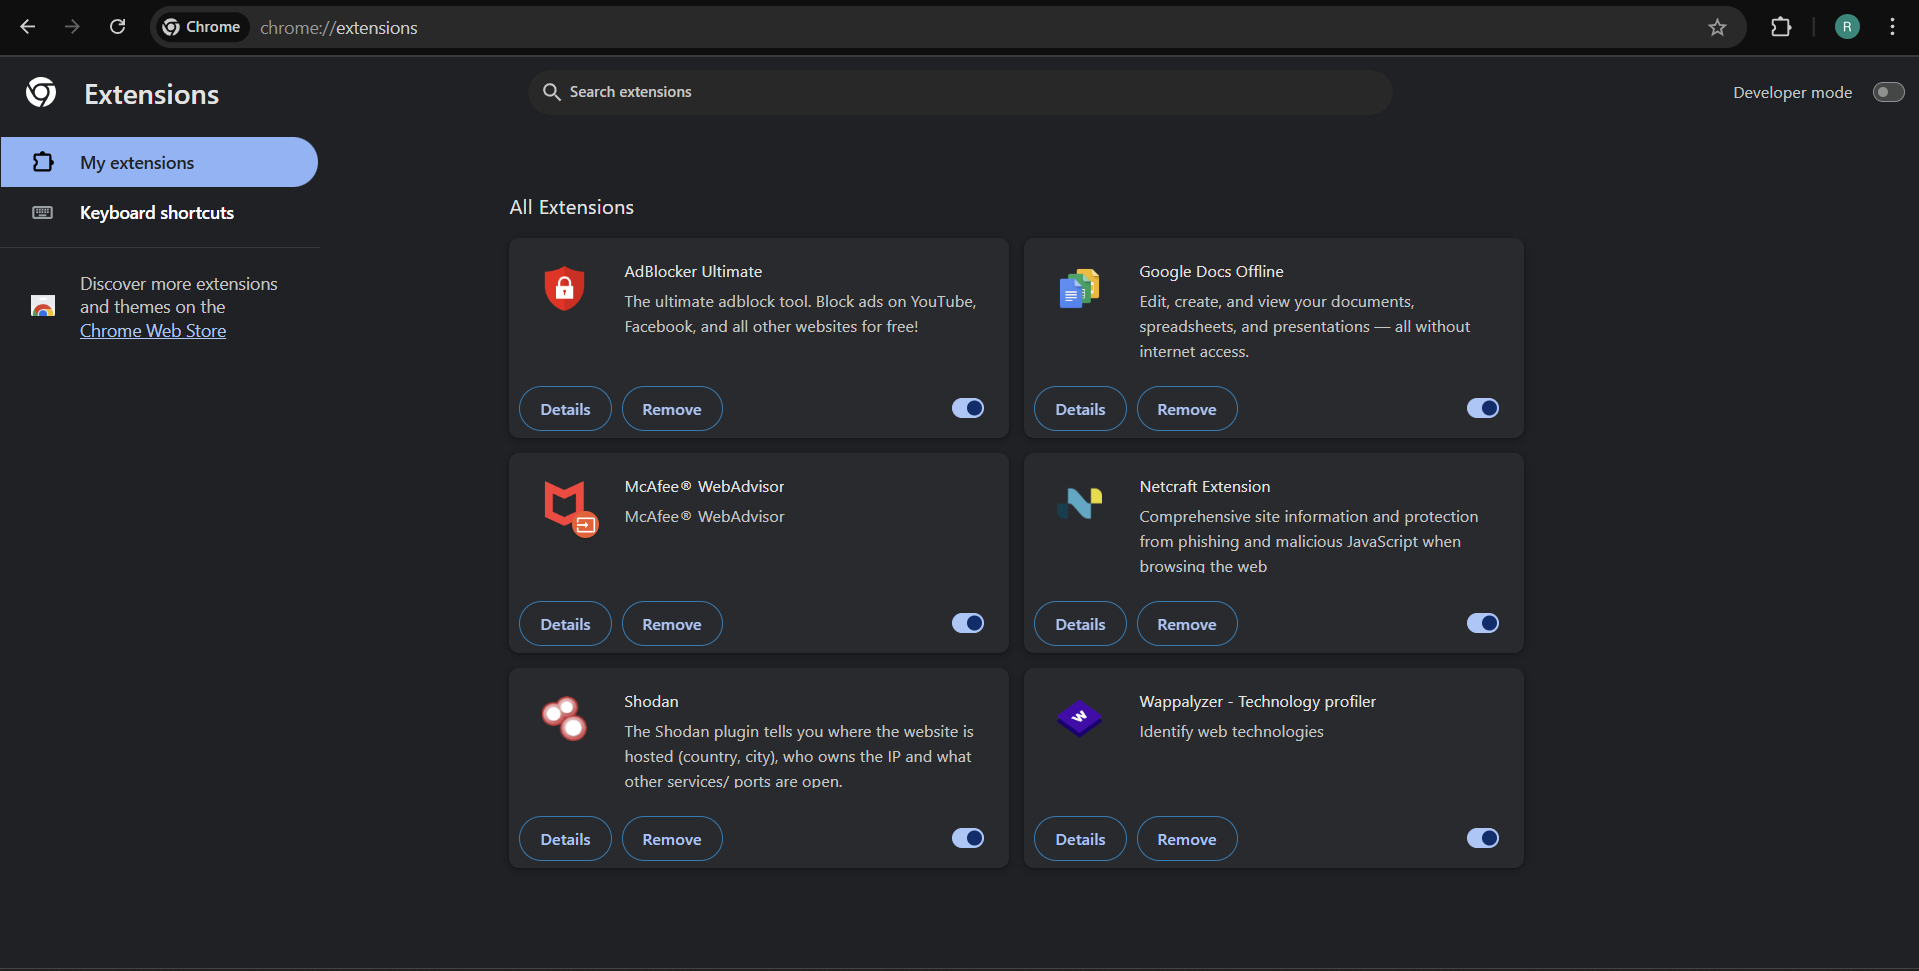 Chrome
chrome://extensions
R
Extensions
Search extensions
Developer mode
My extensions
Keyboard shortcuts
Discover more extensions
and themes on the
Chrome Web Store
All Extensions
AdBlocker Ultimate
The ultimate adblock tool. Block ads on YouTube,
Facebook, and all other websites for free!
Details
Remove
Google Docs Offline
Edit, create, and view your documents,
spreadsheets, and presentations — all without
internet access.
Details
Remove
McAfee® WebAdvisor
McAfee® WebAdvisor
Details
Remove
Netcraft Extension
Comprehensive site information and protection
from phishing and malicious JavaScript when
browsing the web
Details
Remove
Shodan
The Shodan plugin tells you where the website is
hosted (country, city), who owns the IP and what
other services/ ports are open.
Details
Remove
W
Wappalyzer - Technology profiler
Identify web technologies
Details
Remove